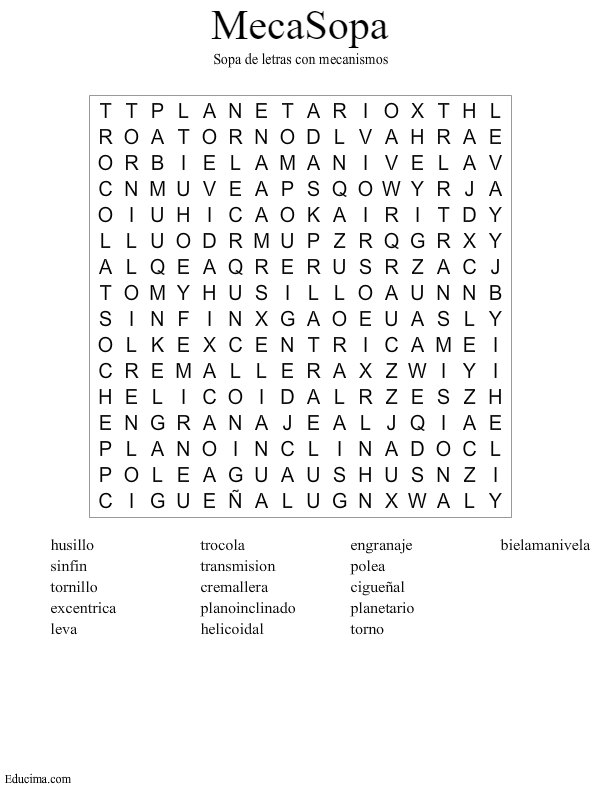 MecaSopa
Sopa de letras con mecanismos
T T P L A N E T A R I O X T H L
R O A T O R N O D L V A H R A E
O R B I E L A M A N I V E L A V
C N M U V E A P S Q O W Y R J A
O I U H I C A O K A I R I T D Y
L L U O D R M U P Z R Q G R X Y
A L Q E A Q R E R U S R Z A C J
T O M Y H U S I L L O A U N N B
S I N F I N X G A O E U A S L Y
O L K E X C E N T R I C A M E I
C R E M A L L E R A X Z W I Y I
H E L I C O I D A L R Z E S Z H
E N G R A N A J E A L J Q I A E
P L A N O I N C L I N A D O C L
P O L E A G U A U S H U S N Z I
C I G U E Ñ A L U G N X W A L Y
husillo trocola engranaje bielamanivela
sinfin transmision polea
tornillo cremallera cigueñal
excentrica planoinclinado planetario
leva helicoidal torno
Educima.com